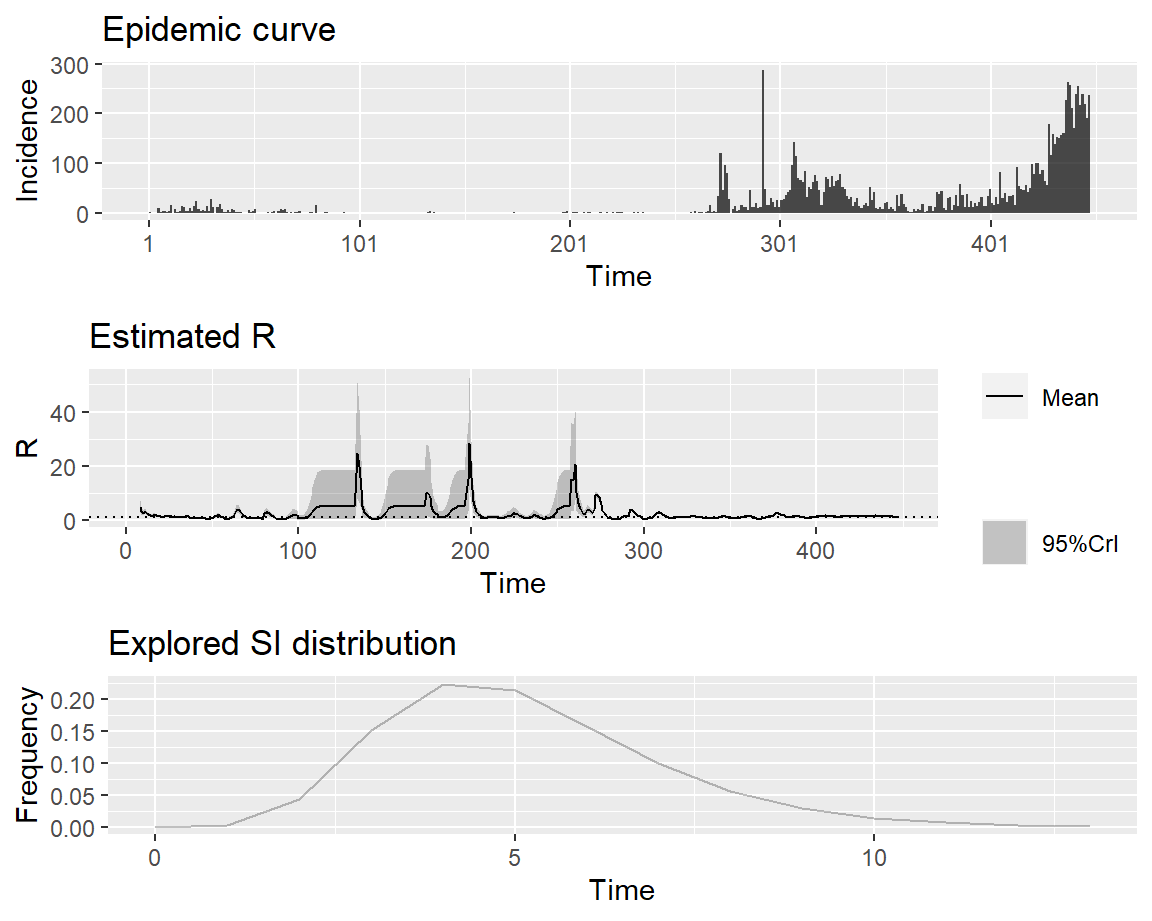 Epidemic curve
300
200
100
0
Incidence
1 101 201 301 401
Time
Estimated R
40
20
0
R
0 100 200 300 400
Time
Mean
95%CrI
Explored SI distribution
0.20
0.15
0.10
0.05
0.00
Frequency
0 5 10
Time